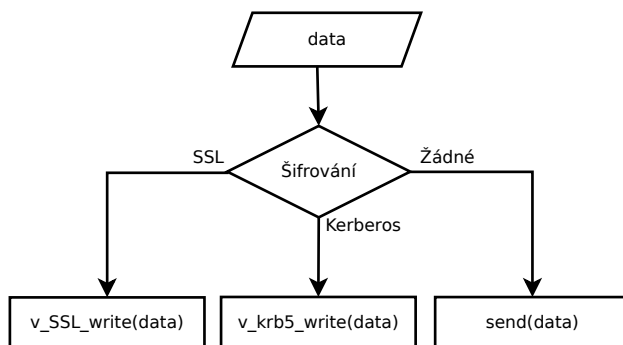 data
SSL
Žádné
Šifrování
Kerberos
v_SSL_write(data)
v_krb5_write(data)
send(data)